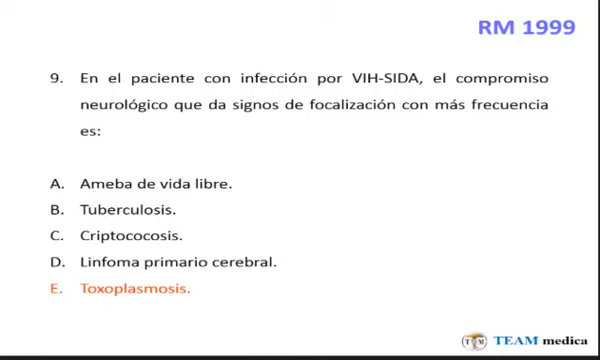 RM 1999
9. En el paciente con infección por VIH-SIDA, el compromiso
neurológico que da signos de focalización con más frecuencia
es:
A. Ameba de vida libre.
B. Tuberculosis.
C. Criptococosis.
D. Linfoma primario cerebral.
E. Toxoplasmosis.
TEAM medica